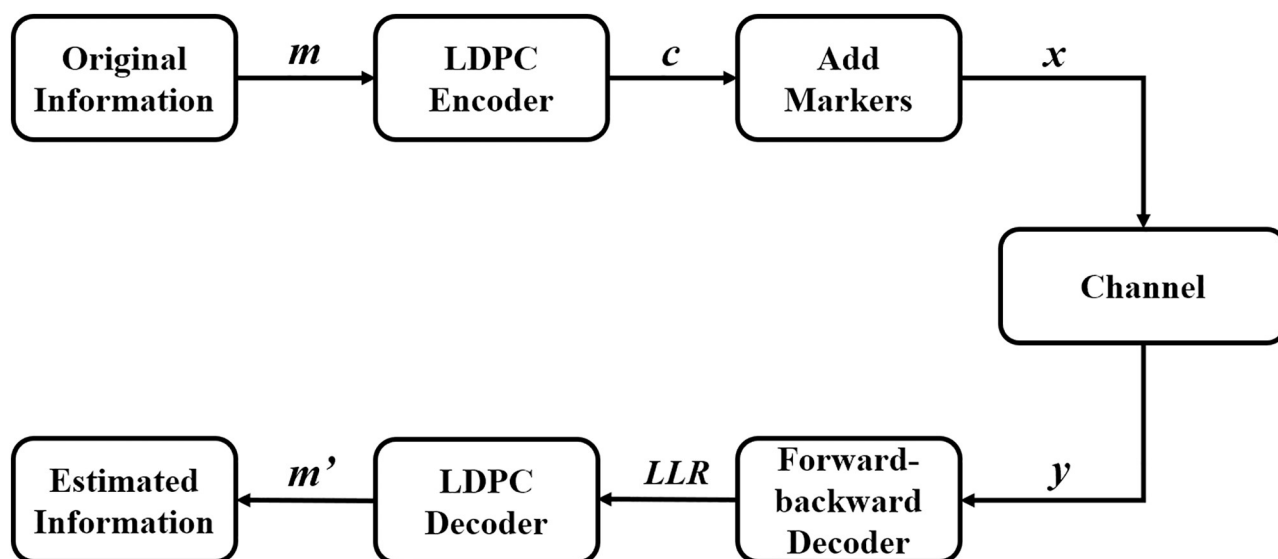 Original
Information
m
LDPC
Encoder
c
Add
Markers
x
Channel
y
Forward-
backward
Decoder
LLR
LDPC
Decoder
m’
Estimated
Information